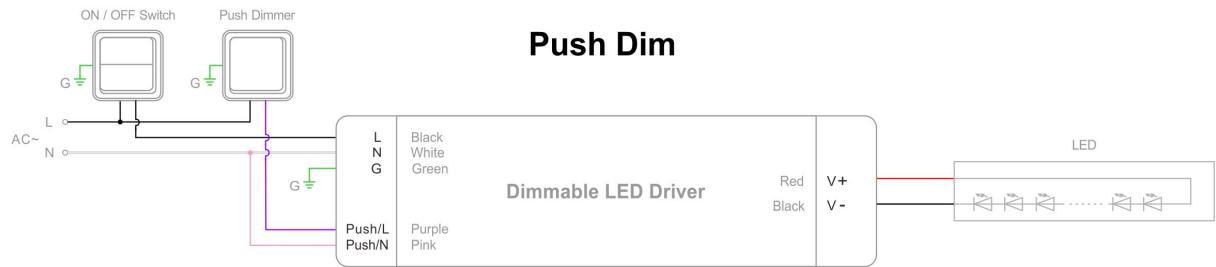 ON / OFF Switch
Push Dimmer
Push Dim
G
G
L
AC~
N
L Black
N White
G Green
G
Dimmable LED Driver
Push/L Purple
Push/N Pink
Red V+
Black V-
LED